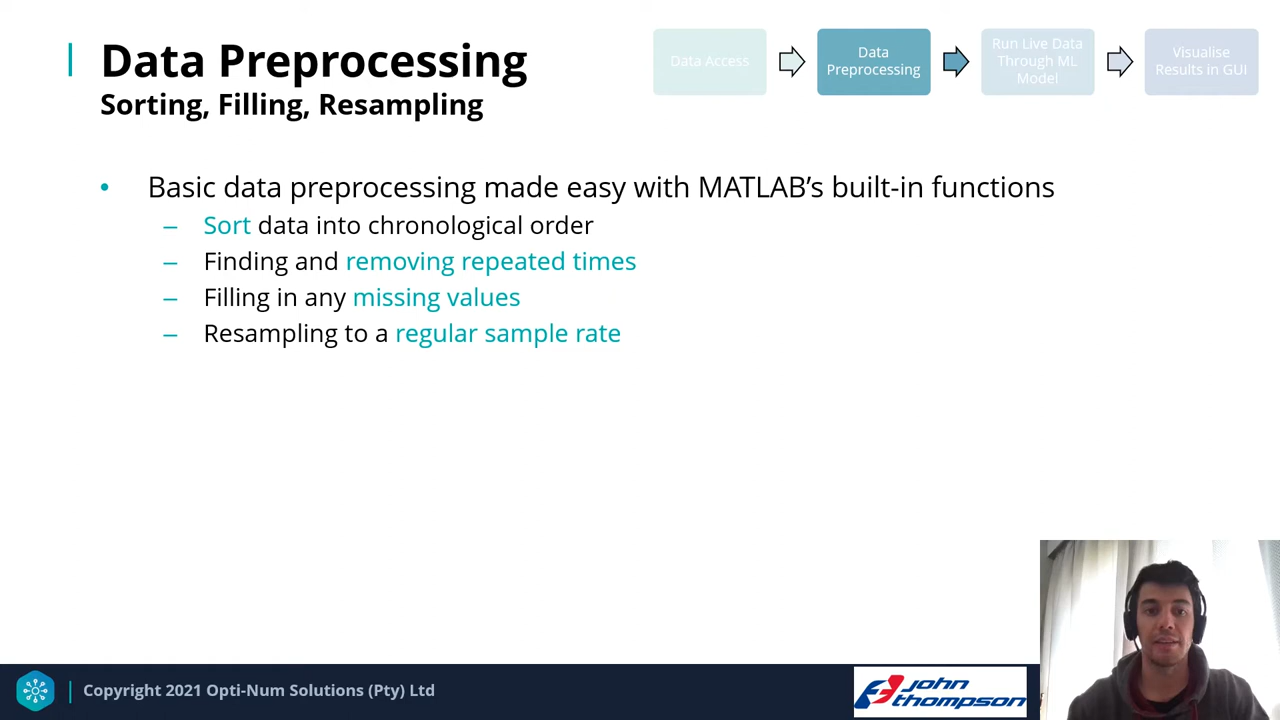 Data Preprocessing
Sorting, Filling, Resampling
Data Access
Data
Preprocessing
Run Live Data
Through ML
Model
Visualise
Results in GUI
• Basic data preprocessing made easy with MATLAB's built-in functions
– Sort data into chronological order
– Finding and removing repeated times
– Filling in any missing values
– Resampling to a regular sample rate
Copyright 2021 Opti-Num Solutions (Pty) Ltd
john
thompson